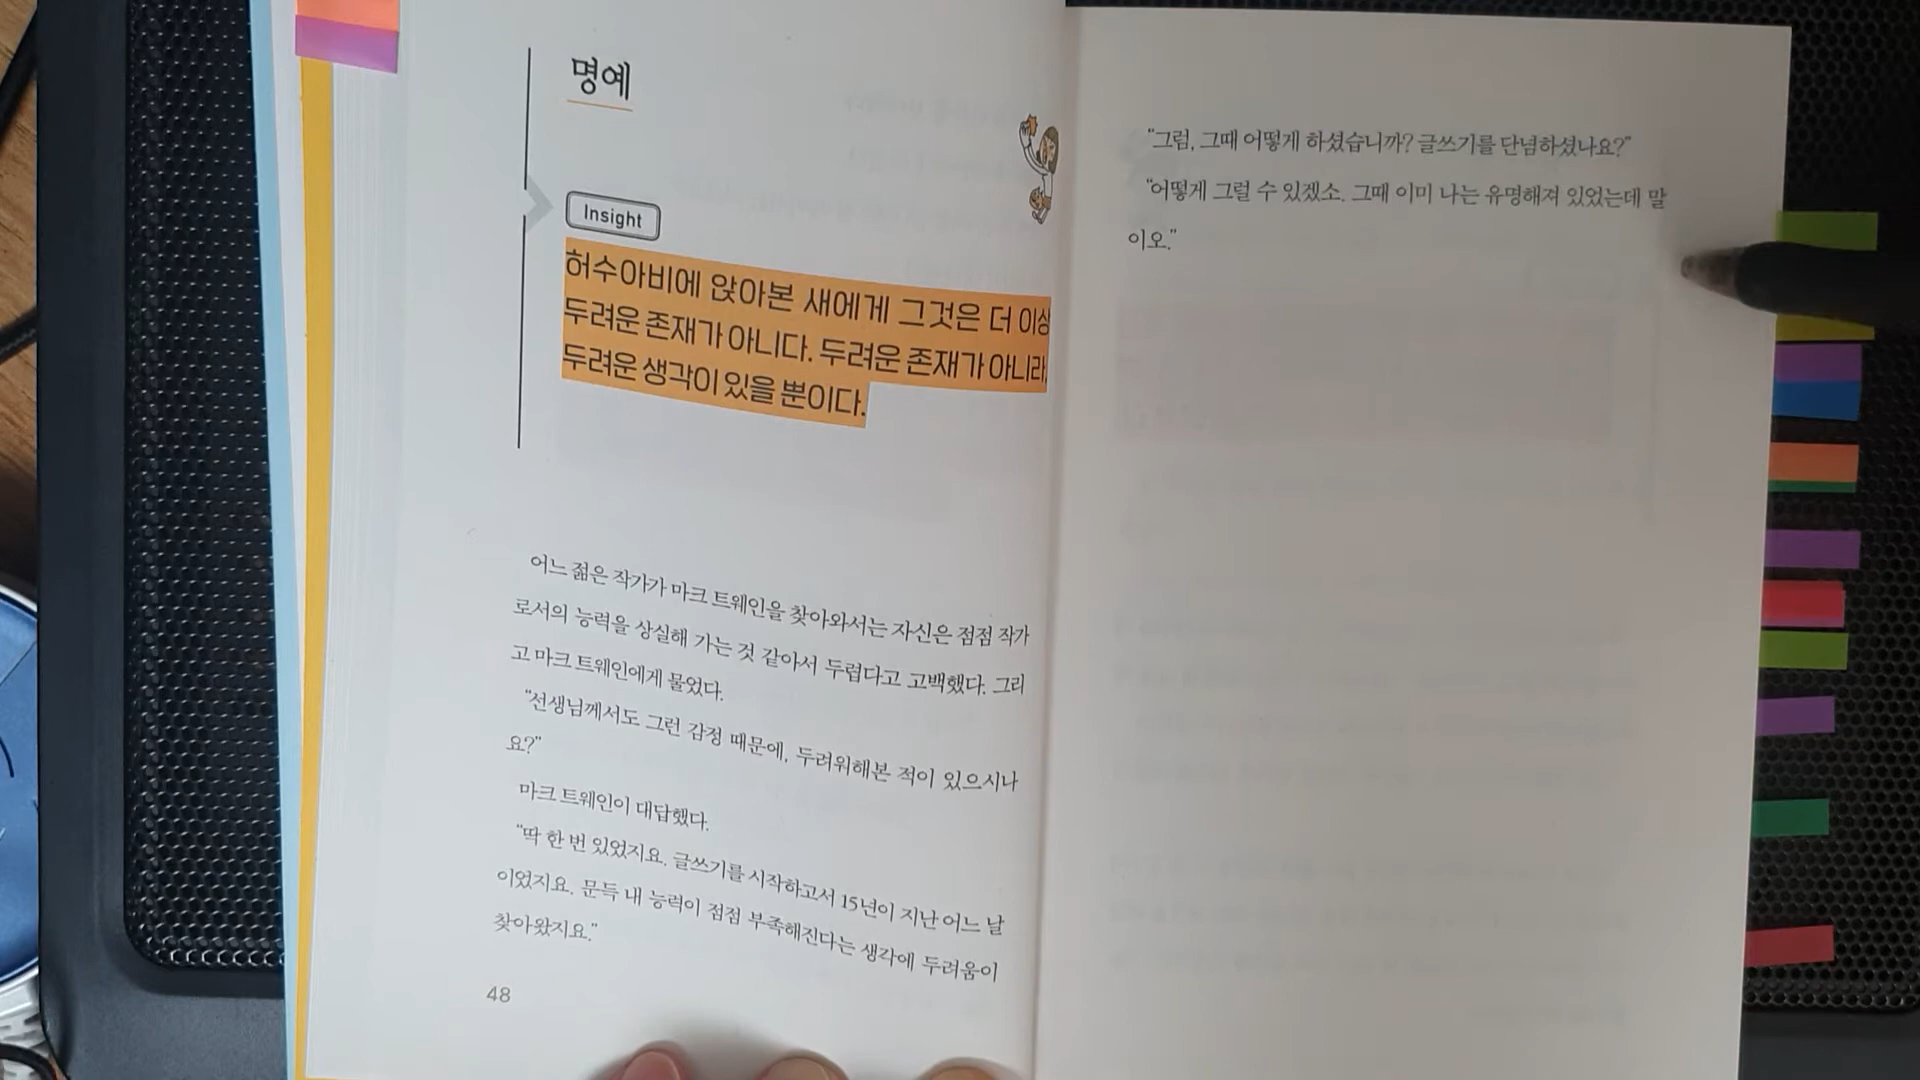 명예
Insight
허수아비에 앉아본 새에게 그것은 더 이상
두려운 존재가 아니다. 두려운 존재가 아니라,
두려운 생각이 있을 뿐이다.
어느 젊은 작가가 마크 트웨인을 찾아와서는 자신은 점점 작가
로서의 능력을 상실해 가는 것 같아서 두렵다고 고백했다. 그리
고 마크 트웨인에게 물었다.
“선생님께서도 그런 감정 때문에, 두려워해본 적이 있으시나
요?”
마크 트웨인이 대답했다.
“딱 한 번 있었지요. 글쓰기를 시작하고서 15년이 지난 어느 날
이었지요. 문득 내 능력이 점점 부족해진다는 생각에 두려움이
찾아왔지요.”
48
“그럼, 그때 어떻게 하셨습니까? 글쓰기를 단념하셨나요?”
“어떻게 그럴 수 있겠소. 그때 이미 나는 유명해져 있었는데 말
이오.”